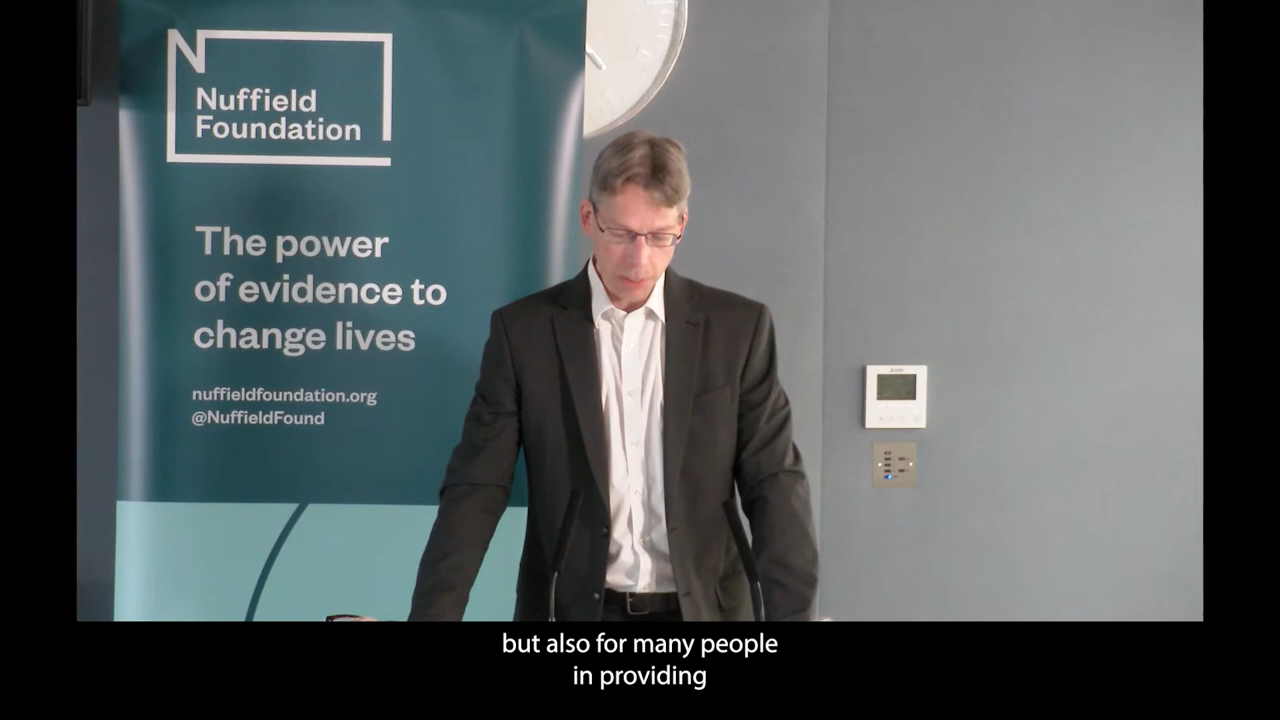 Nuffield
Foundation
The power
of evidence to
change lives
nuffieldfoundation.org
@NuffieldFound
but also for many people
in providing